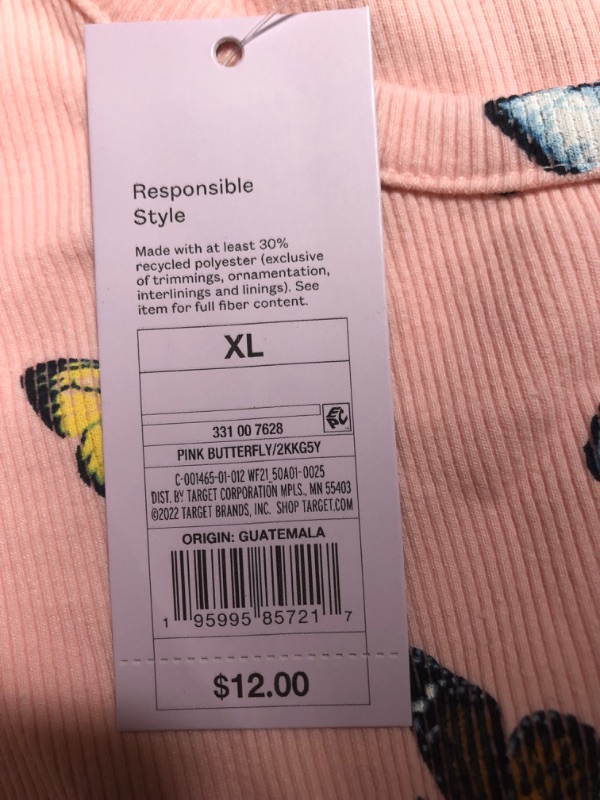 Responsible
Style
Made with at least 30%
recycled polyester (exclusive
of trimmings, ornamentation,
interlinings and linings). See
item for full fiber content.
XL
EPC
331 00 7628
PINK BUTTERFLY/2KKG5Y
C-001465-01-012 WF21_50A01-0025
DIST. BY TARGET CORPORATION MPLS., MN 55403
©2022 TARGET BRANDS, INC. SHOP TARGET.COM
ORIGIN: GUATEMALA
1 95995 85721 7
$12.00